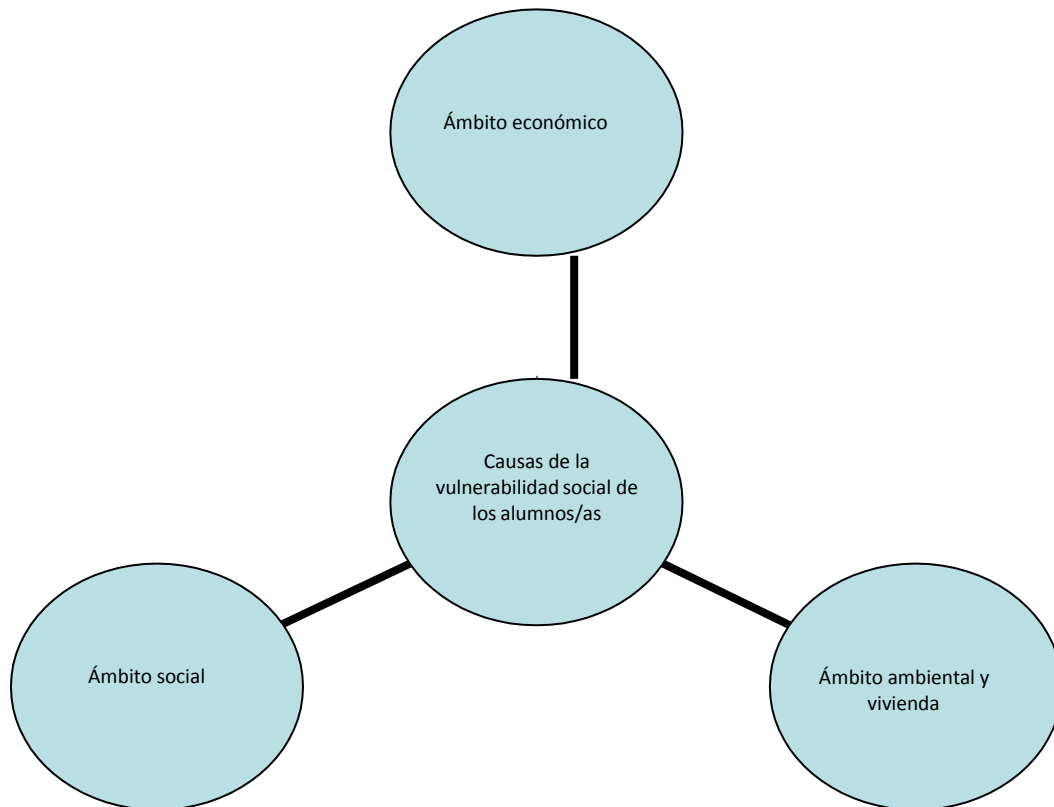 Ámbito económico
Causas de la
vulnerabilidad social de
los alumnos/as
Ámbito social
Ámbito ambiental y
vivienda